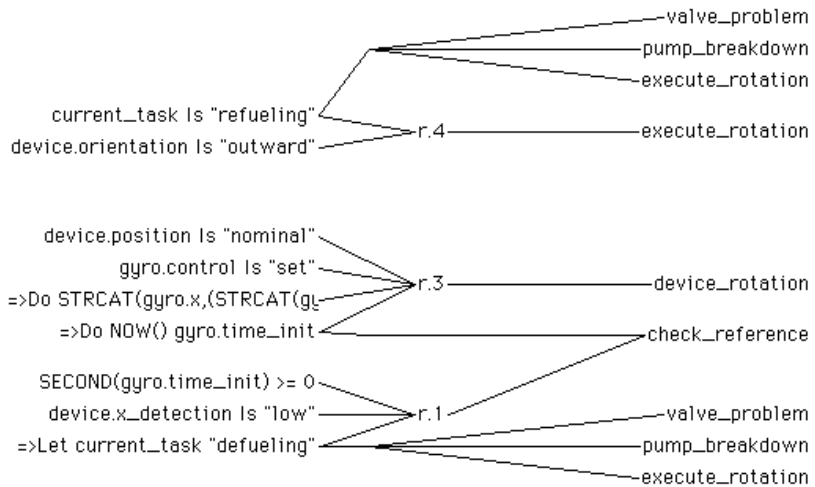 valve_problem
pump_breakdown
execute_rotation
current_task Is "refueling"
r.4
execute_rotation
device.orientation Is "outward"
device.position Is "nominal"
gyro.control Is "set"
r.3
device_rotation
=>Do STRCAT(gyro.x,(STRCAT(gy
=>Do NOW() gyro.time_init
check_reference
SECOND(gyro.time_init) >= 0
device.x_detection Is "low"
r.1
valve_problem
=>Let current_task "defueling"
pump_breakdown
execute_rotation